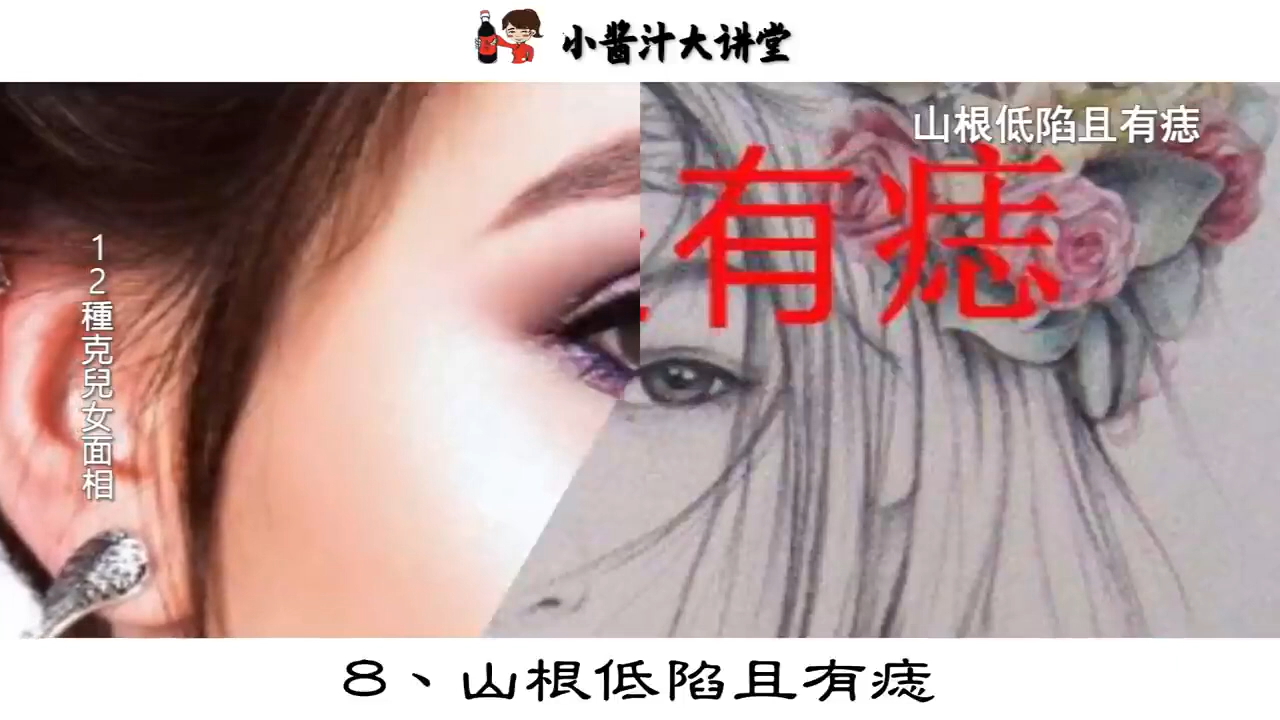 小酱汁大讲堂
山根低陷且有痣
有痣
12種克兒女面相
8、山根低陷且有痣